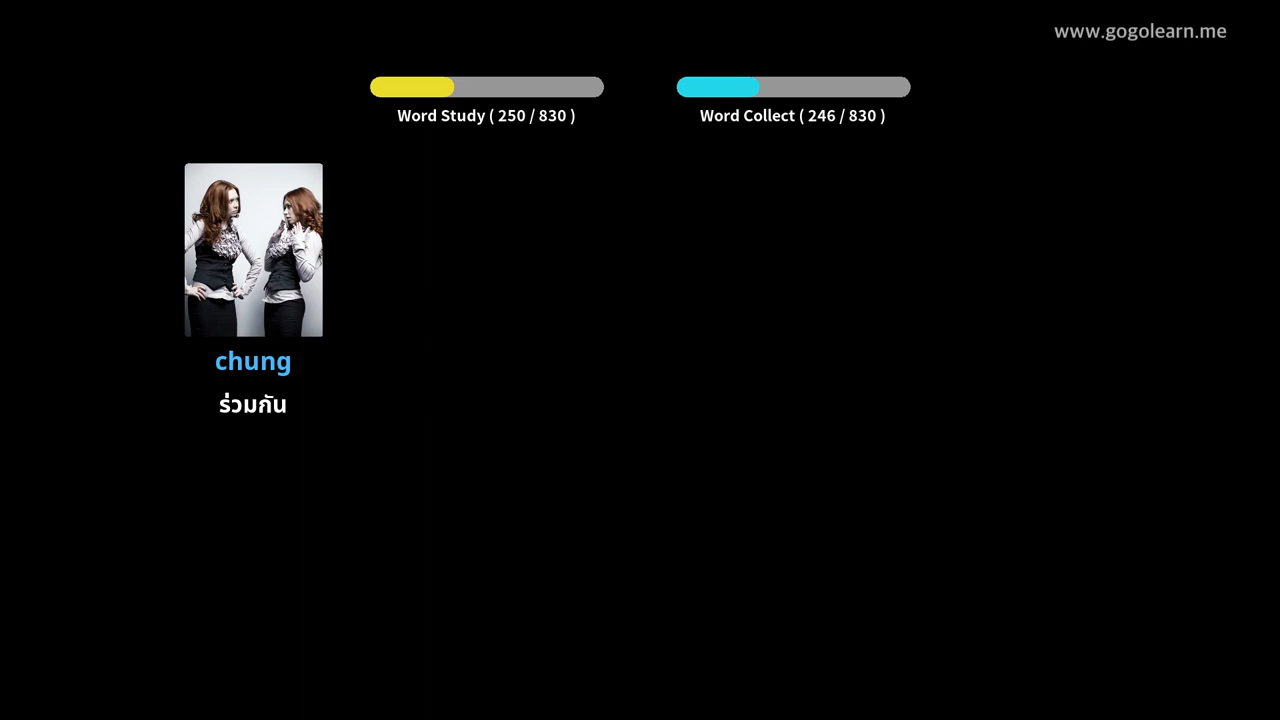 www.gogolearn.me
Word Study ( 250 / 830 )
Word Collect ( 246 / 830 )
chung
ร่วมกัน